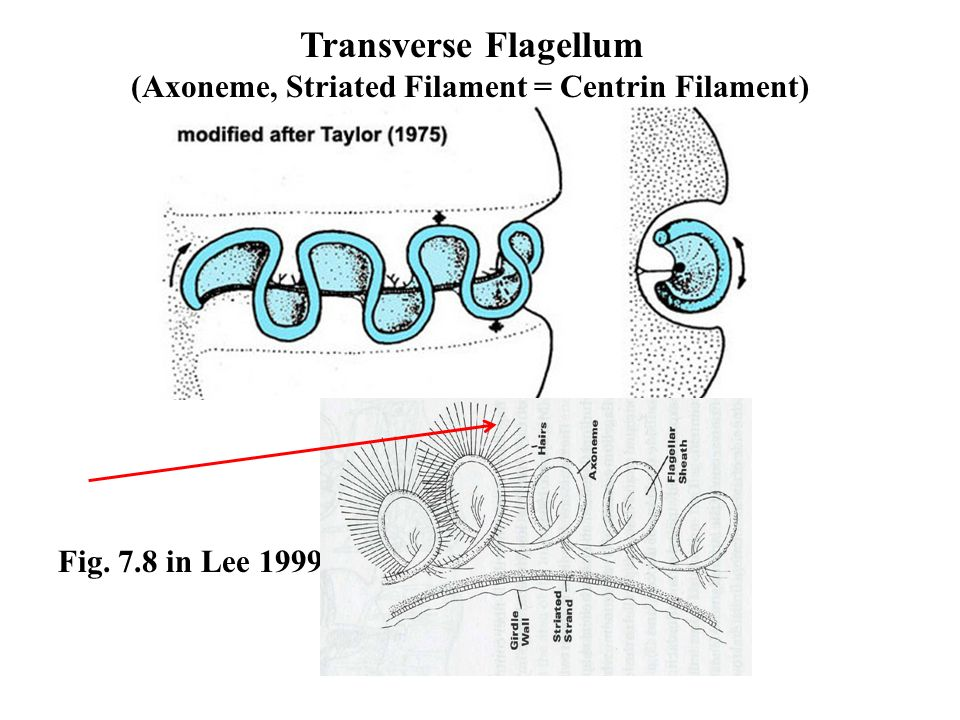 Transverse Flagellum
(Axoneme, Striated Filament = Centrin Filament)
modified after Taylor (1975)
Hairs
Axoneme
Flagellar
Sheath
Fig. 7.8 in Lee 1999
Girdle
Wall
Striated
Strand